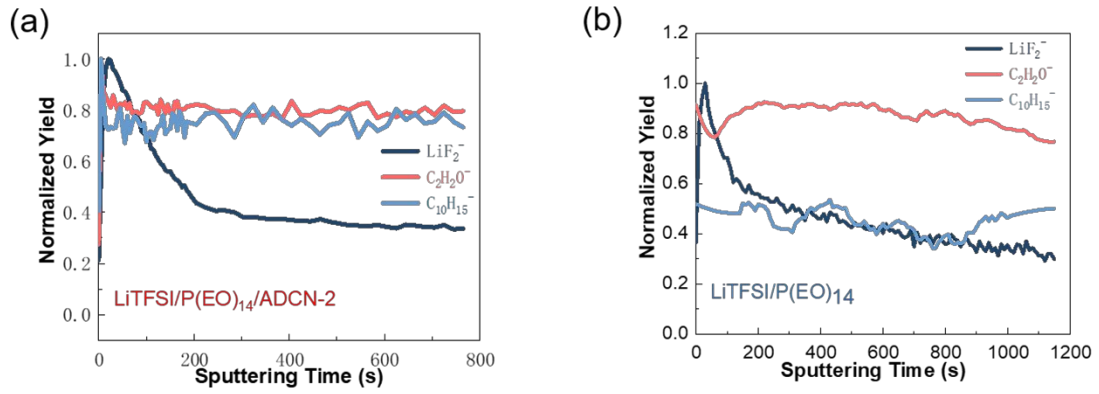 (a)
Normalized Yield
1.0
0.8
0.6
0.4
0.2
0.0
LiF₂⁻
C₂H₂O⁻
C₁₀H₁₅⁻
LiTFSI/P(EO)₁₄/ADCN-2
0 200 400 600 800
Sputtering Time (s)
(b)
Normalized Yield
1.2
1.0
0.8
0.6
0.4
0.2
0.0
LiF₂⁻
C₂H₂O⁻
C₁₀H₁₅⁻
LiTFSI/P(EO)₁₄
0 200 400 600 800 1000 1200
Sputtering Time (s)